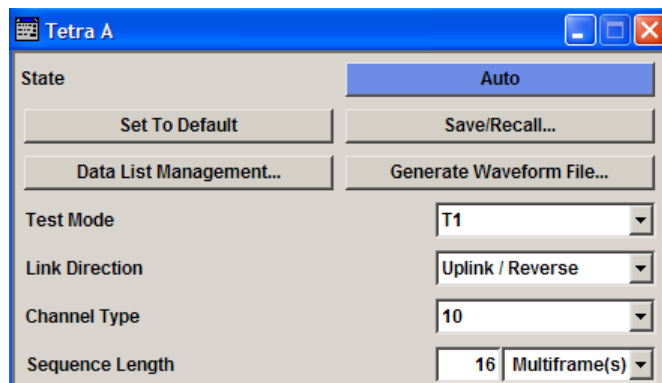 Tetra A
State Auto
Set To Default Save/Recall...
Data List Management... Generate Waveform File...
Test Mode T1
Link Direction Uplink / Reverse
Channel Type 10
Sequence Length 16 Multiframe(s)